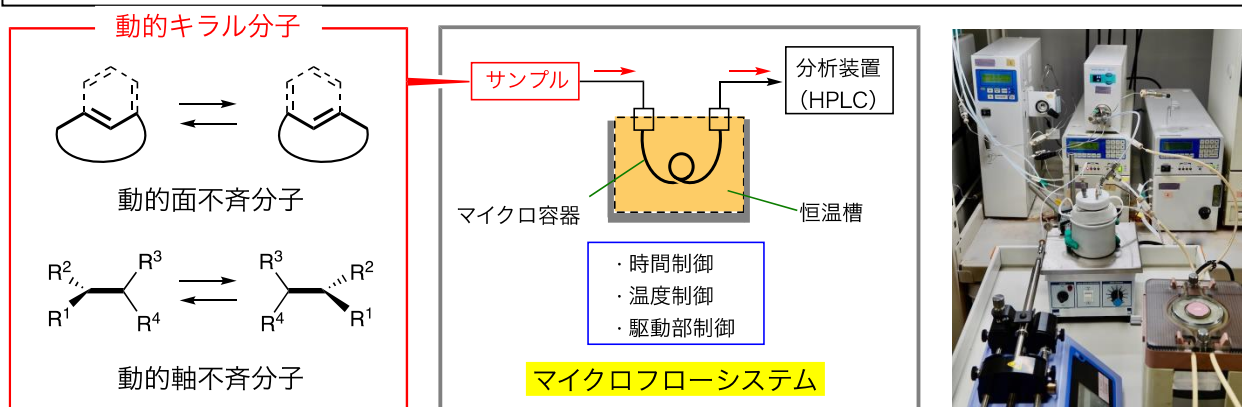 動的キラル分子
動的面不斉分子
R² R³
R¹ R⁴
R³ R²
R⁴ R¹
動的軸不斉分子
サンプル
分析装置
（HPLC）
マイクロ容器
恒温槽
・時間制御
・温度制御
・駆動部制御
マイクロフローシステム